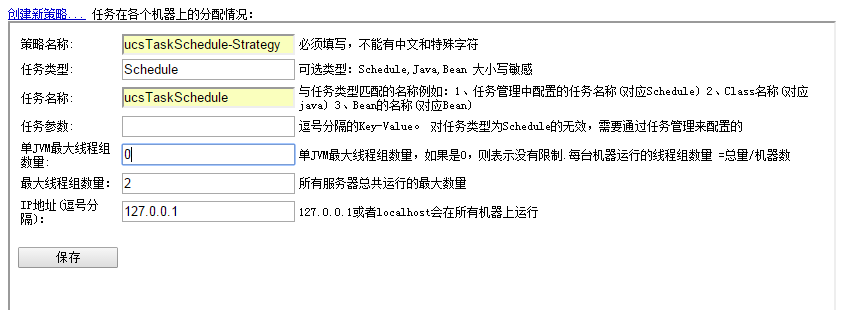 创建新策略... 任务在各个机器上的分配情况：
策略名称: ucsTaskSchedule-Strategy 必须填写，不能有中文和特殊字符
任务类型: Schedule 可选类型：Schedule,Java,Bean 大小写敏感
任务名称: ucsTaskSchedule 与任务类型匹配的名称例如：1、任务管理中配置的任务名称(对应Schedule) 2、Class名称(对应
java) 3、Bean的名称(对应Bean)
任务参数: 逗号分隔的Key-Value。 对任务类型为Schedule的无效，需要通过任务管理来配置的
单JVM最大线程组
数量: 0 单JVM最大线程组数量，如果是0，则表示没有限制.每台机器运行的线程组数量 =总量/机器数
最大线程组数量: 2 所有服务器总共运行的最大数量
IP地址(逗号分
隔): 127.0.0.1 127.0.0.1或者localhost会在所有机器上运行
保存